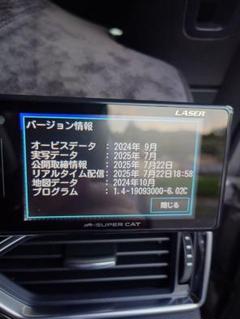 LASER
バージョン情報
オービスデータ : 2024年 9月
実写データ : 2025年 7月
公開取締情報 : 2025年 7月22日
リアルタイム配信: 2025年 7月22日18:58
地図データ : 2024年10月
プログラム : 1.4-19093000-6.02C
閉じる
SUPER CAT